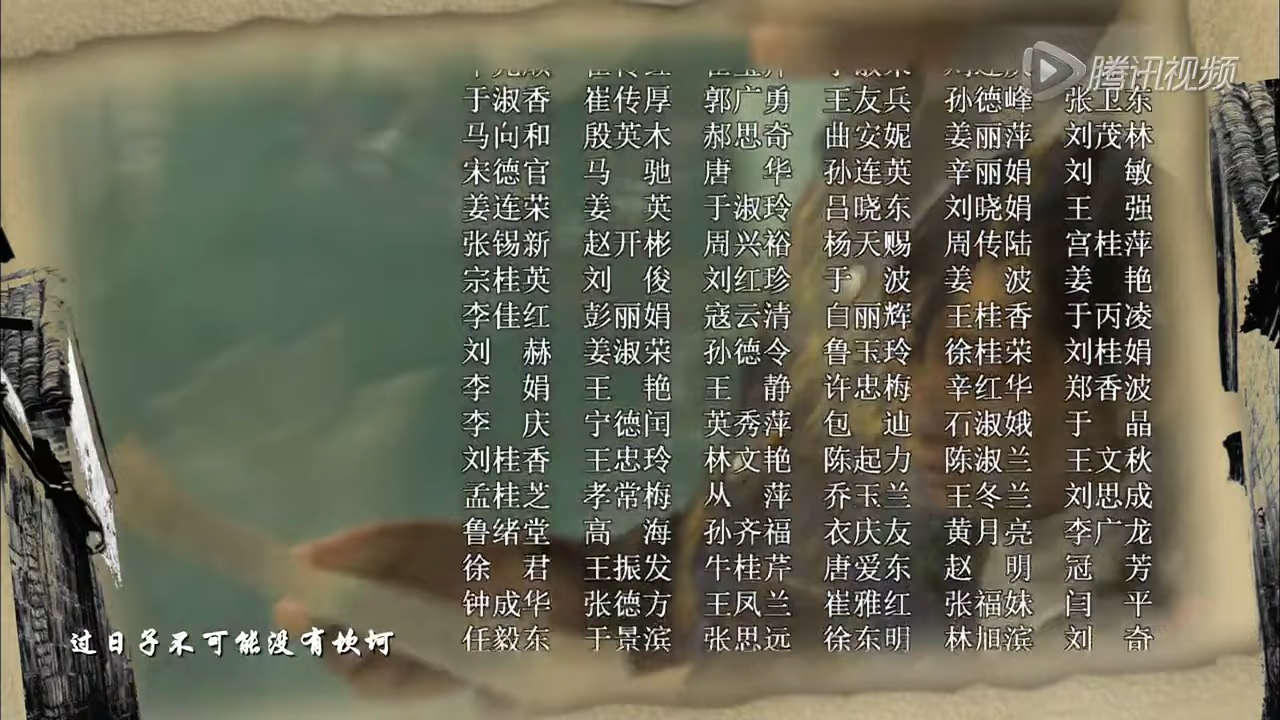 腾讯视频
于淑香 崔传厚 郭广勇 王友兵 孙德峰 张卫东
马向和 殷英木 郝思奇 曲安妮 姜丽萍 刘茂林
宋德官 马 驰 唐 华 孙连英 辛丽娟 刘 敏
姜连荣 姜 英 于淑玲 吕晓东 刘晓娟 王 强
张锡新 赵开彬 周兴裕 杨天赐 周传陆 宫桂萍
宗桂英 刘 俊 刘红珍 于 波 姜 波 姜 艳
李佳红 彭丽娟 寇云清 白丽辉 王桂香 于丙凌
刘 赫 姜淑荣 孙德令 鲁玉玲 徐桂荣 刘桂娟
李 娟 王 艳 王 静 许忠梅 辛红华 郑香波
李 庆 宁德闰 英秀萍 包 迪 石淑娥 于 晶
刘桂香 王忠玲 林文艳 陈起力 陈淑兰 王文秋
孟桂芝 孝常梅 从 萍 乔玉兰 王冬兰 刘思成
鲁绪堂 高 海 孙齐福 衣庆友 黄月亮 李广龙
徐 君 王振发 牛桂芹 唐爱东 赵 明 冠 芳
钟成华 张德方 王凤兰 崔雅红 张福妹 闫 平
任毅东 于景滨 张思远 徐东明 林旭滨 刘 奇
过日子不可能没有坎坷